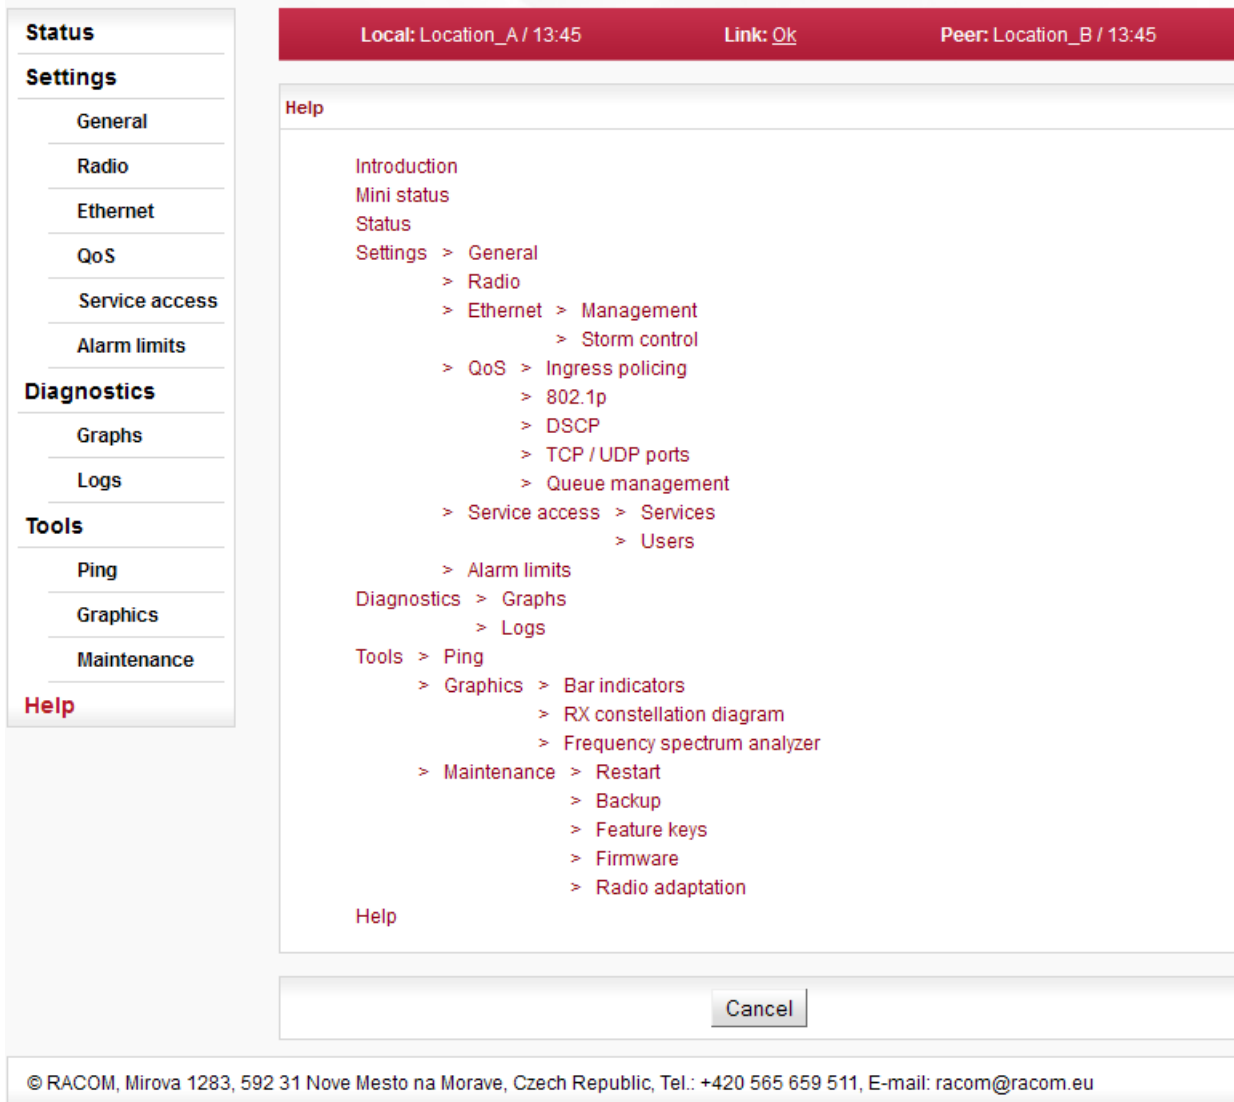 Status
Settings
General
Radio
Ethernet
QoS
Service access
Alarm limits
Diagnostics
Graphs
Logs
Tools
Ping
Graphics
Maintenance
Help
Local: Location_A / 13:45 Link: Ok Peer: Location_B / 13:45
Help
Introduction
Mini status
Status
Settings > General
> Radio
> Ethernet > Management
> Storm control
> QoS > Ingress policing
> 802.1p
> DSCP
> TCP / UDP ports
> Queue management
> Service access > Services
> Users
> Alarm limits
Diagnostics > Graphs
> Logs
Tools > Ping
> Graphics > Bar indicators
> RX constellation diagram
> Frequency spectrum analyzer
> Maintenance > Restart
> Backup
> Feature keys
> Firmware
> Radio adaptation
Help
Cancel
© RACOM, Mirova 1283, 592 31 Nove Mesto na Morave, Czech Republic, Tel.: +420 565 659 511, E-mail: racom@racom.eu